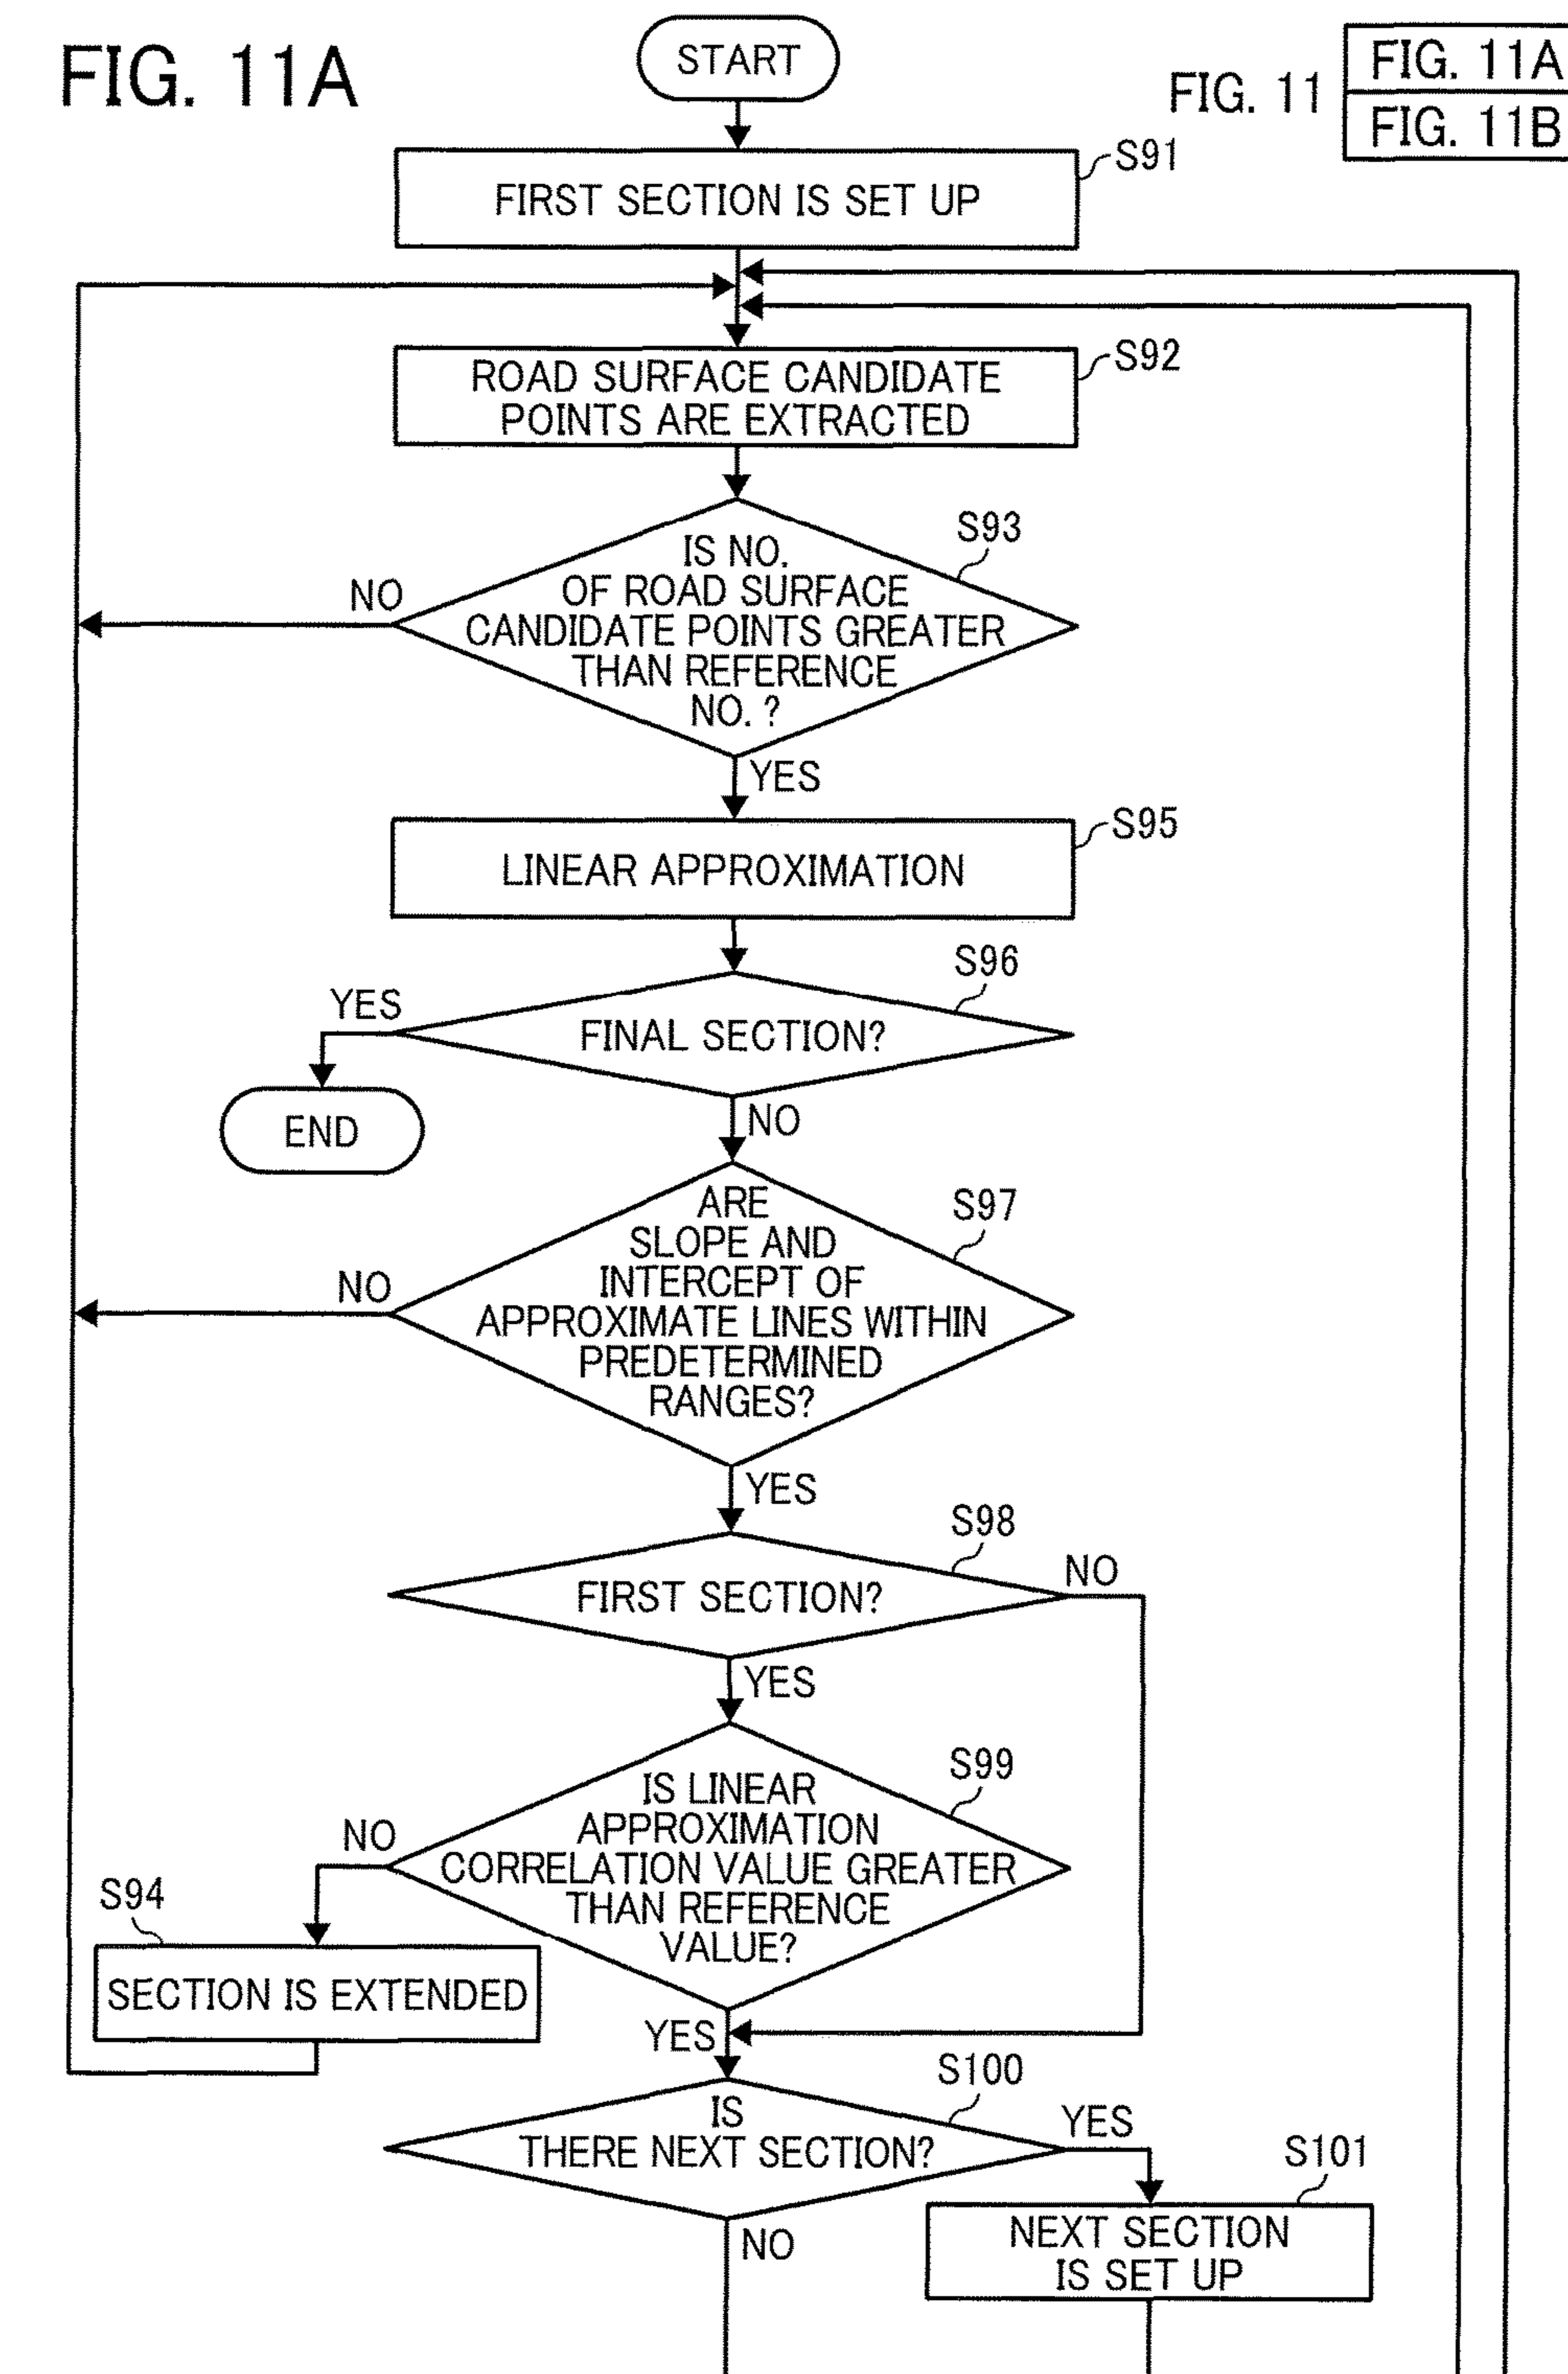 FIG. 11A
START
FIG. 11
FIG. 11A
FIG. 11B
S91
FIRST SECTION IS SET UP
S92
ROAD SURFACE CANDIDATE
POINTS ARE EXTRACTED
S93
IS NO.
OF ROAD SURFACE
CANDIDATE POINTS GREATER
THAN REFERENCE
NO. ?
NO
YES
S95
LINEAR APPROXIMATION
S96
YES
FINAL SECTION?
END
NO
S97
ARE
SLOPE AND
INTERCEPT OF
APPROXIMATE LINES WITHIN
PREDETERMINED
RANGES?
NO
YES
S98
NO
FIRST SECTION?
YES
S99
IS LINEAR
APPROXIMATION
CORRELATION VALUE GREATER
THAN REFERENCE
VALUE?
NO
S94
SECTION IS EXTENDED
YES
S100
IS
THERE NEXT SECTION?
YES
S101
NEXT SECTION
IS SET UP
NO